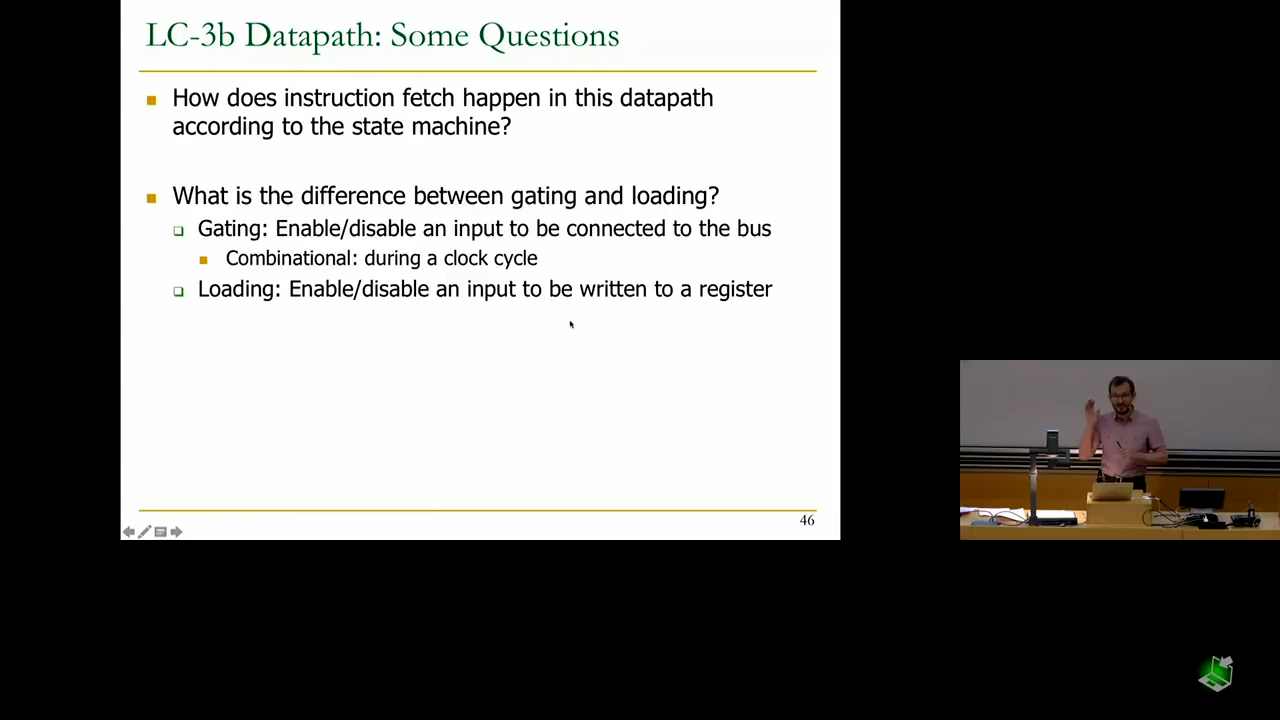 LC-3b Datapath: Some Questions
How does instruction fetch happen in this datapath
according to the state machine?
What is the difference between gating and loading?
Gating: Enable/disable an input to be connected to the bus
Combinational: during a clock cycle
Loading: Enable/disable an input to be written to a register
46